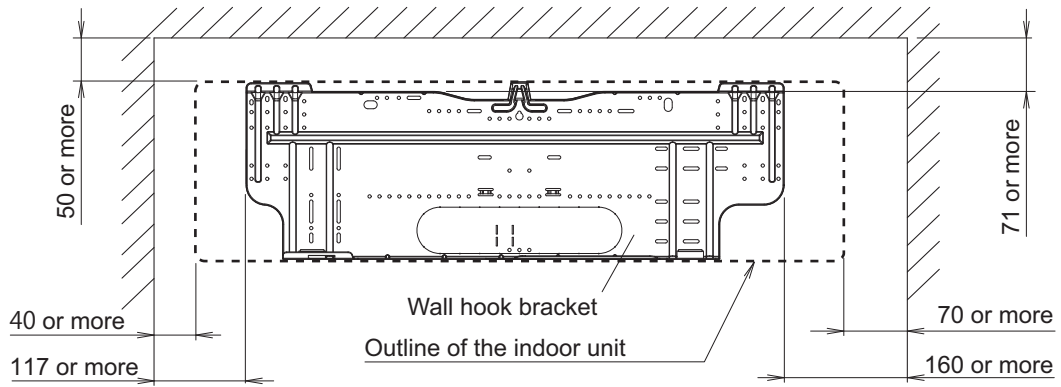 50 or more
71 or more
Wall hook bracket
40 or more
70 or more
Outline of the indoor unit
117 or more
160 or more